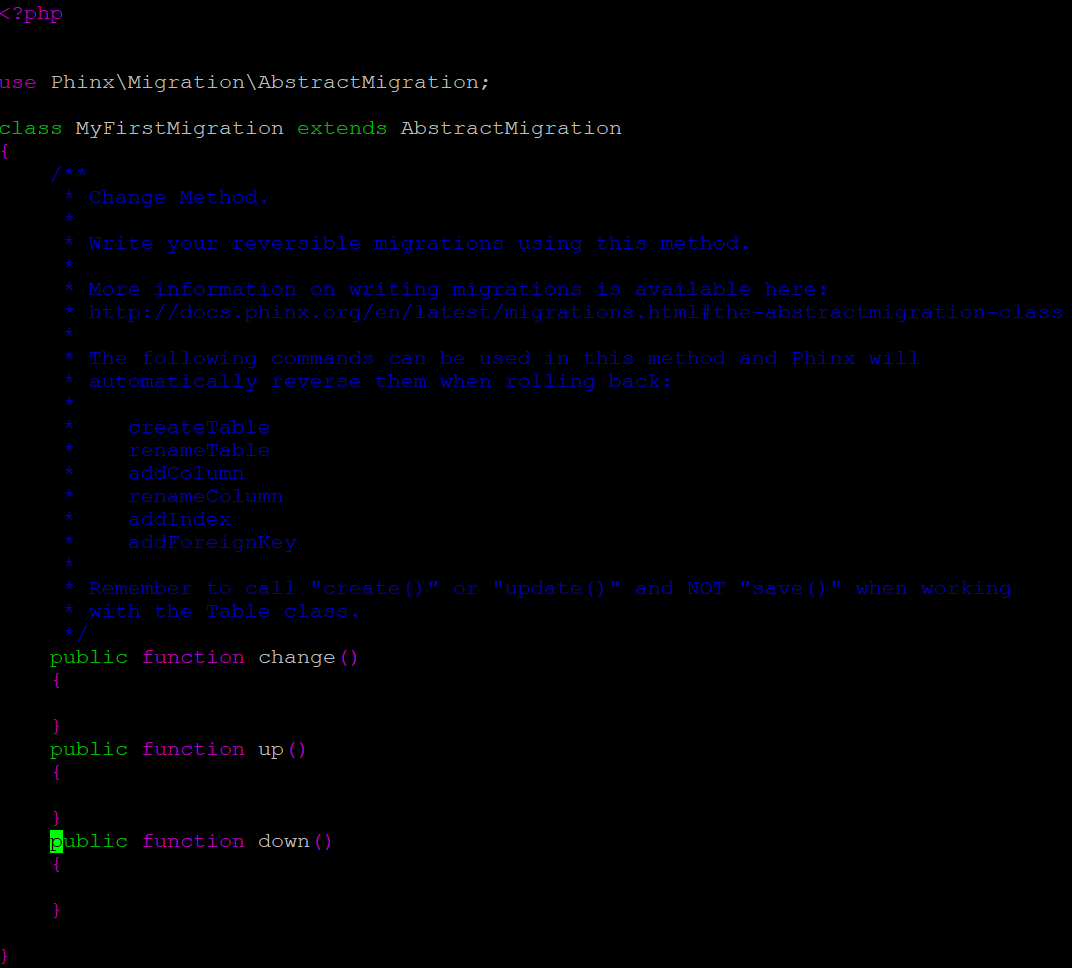 <?php
use Phinx\Migration\AbstractMigration;
class MyFirstMigration extends AbstractMigration
{
    /**
     * Change Method.
     *
     * Write your reversible migrations using this method.
     *
     * More information on writing migrations is available here:
     * http://docs.phinx.org/en/latest/migrations.html#the-abstractmigration-class
     *
     * The following commands can be used in this method and Phinx will
     * automatically reverse them when rolling back:
     *
     *    createTable
     *    renameTable
     *    addColumn
     *    renameColumn
     *    addIndex
     *    addForeignKey
     *
     * Remember to call "create()" or "update()" and NOT "save()" when working
     * with the Table class.
     */
    public function change()
    {
    }
    public function up()
    {
    }
    public function down()
    {
    }
}